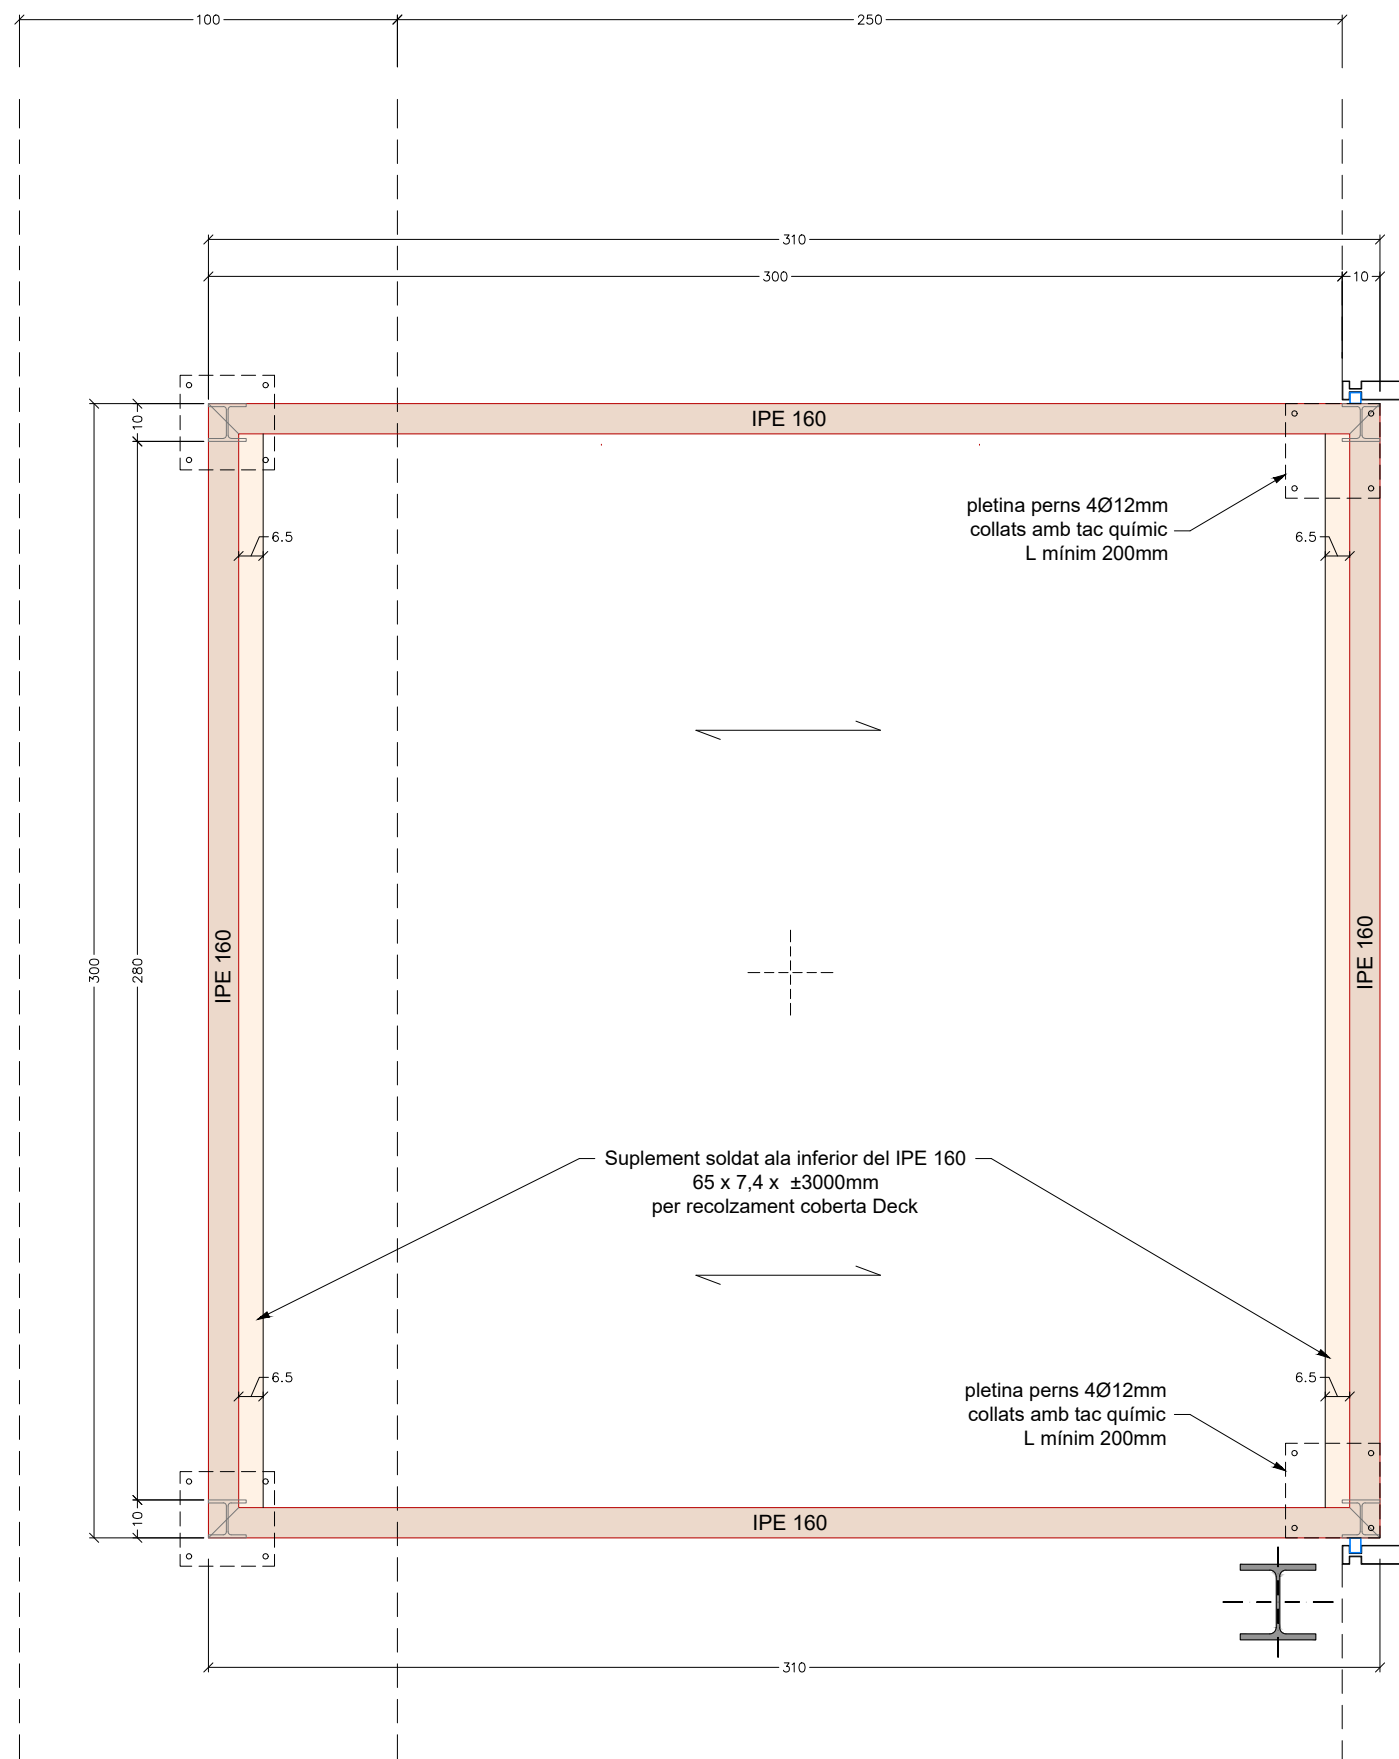 100
250
310
300
10
10
IPE 160
pletina perns 4Ø12mm
collats amb tac químic
L mínim 200mm
6.5
6.5
300
280
IPE 160
IPE 160
Suplement soldat ala inferior del IPE 160
65 x 7,4 x  ±3000mm
per recolzament coberta Deck
6.5
6.5
pletina perns 4Ø12mm
collats amb tac químic
L mínim 200mm
10
IPE 160
310